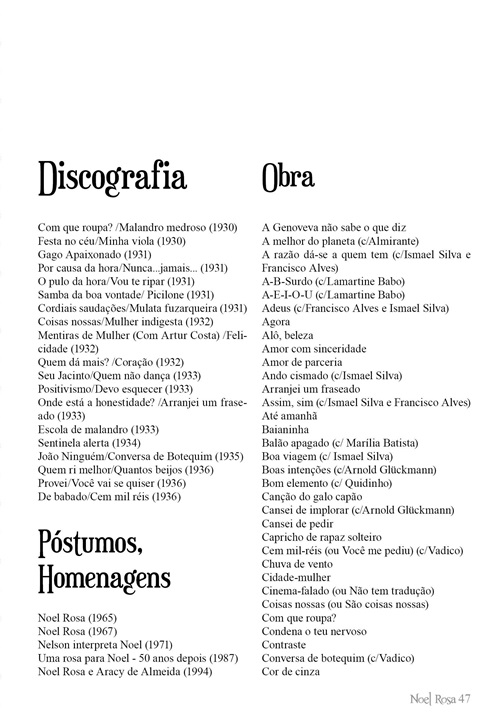 Discografia
Com que roupa? /Malandro medroso (1930)
Festa no céu/Minha viola (1930)
Gago Apaixonado (1931)
Por causa da hora/Nunca...jamais... (1931)
O pulo da hora/Vou te ripar (1931)
Samba da boa vontade/ Picilone (1931)
Cordiais saudações/Mulata fuzarqueira (1931)
Coisas nossas/Mulher indigesta (1932)
Mentiras de Mulher (Com Artur Costa) /Feli-
cidade (1932)
Quem dá mais? /Coração (1932)
Seu Jacinto/Quem não dança (1933)
Positivismo/Devo esquecer (1933)
Onde está a honestidade? /Arranjei um frase-
ado (1933)
Escola de malandro (1933)
Sentinela alerta (1934)
João Ninguém/Conversa de Botequim (1935)
Quem ri melhor/Quantos beijos (1936)
Provei/Você vai se quiser (1936)
De babado/Cem mil réis (1936)
Póstumos,
Homenagens
Noel Rosa (1965)
Noel Rosa (1967)
Nelson interpreta Noel (1971)
Uma rosa para Noel - 50 anos depois (1987)
Noel Rosa e Aracy de Almeida (1994)
Obra
A Genoveva não sabe o que diz
A melhor do planeta (c/Almirante)
A razão dá-se a quem tem (c/Ismael Silva e
Francisco Alves)
A-B-Surdo (c/Lamartine Babo)
A-E-I-O-U (c/Lamartine Babo)
Adeus (c/Francisco Alves e Ismael Silva)
Agora
Alô, beleza
Amor com sinceridade
Amor de parceria
Ando cismado (c/Ismael Silva)
Arranjei um fraseado
Assim, sim (c/Ismael Silva e Francisco Alves)
Até amanhã
Baianinha
Balão apagado (c/ Marília Batista)
Boa viagem (c/ Ismael Silva)
Boas intenções (c/Arnold Glückmann)
Bom elemento (c/ Quidinho)
Canção do galo capão
Cansei de implorar (c/Arnold Glückmann)
Cansei de pedir
Capricho de rapaz solteiro
Cem mil-réis (ou Você me pediu) (c/Vadico)
Chuva de vento
Cidade-mulher
Cinema-falado (ou Não tem tradução)
Coisas nossas (ou São coisas nossas)
Com que roupa?
Condena o teu nervoso
Contraste
Conversa de botequim (c/Vadico)
Cor de cinza
Noel Rosa 47